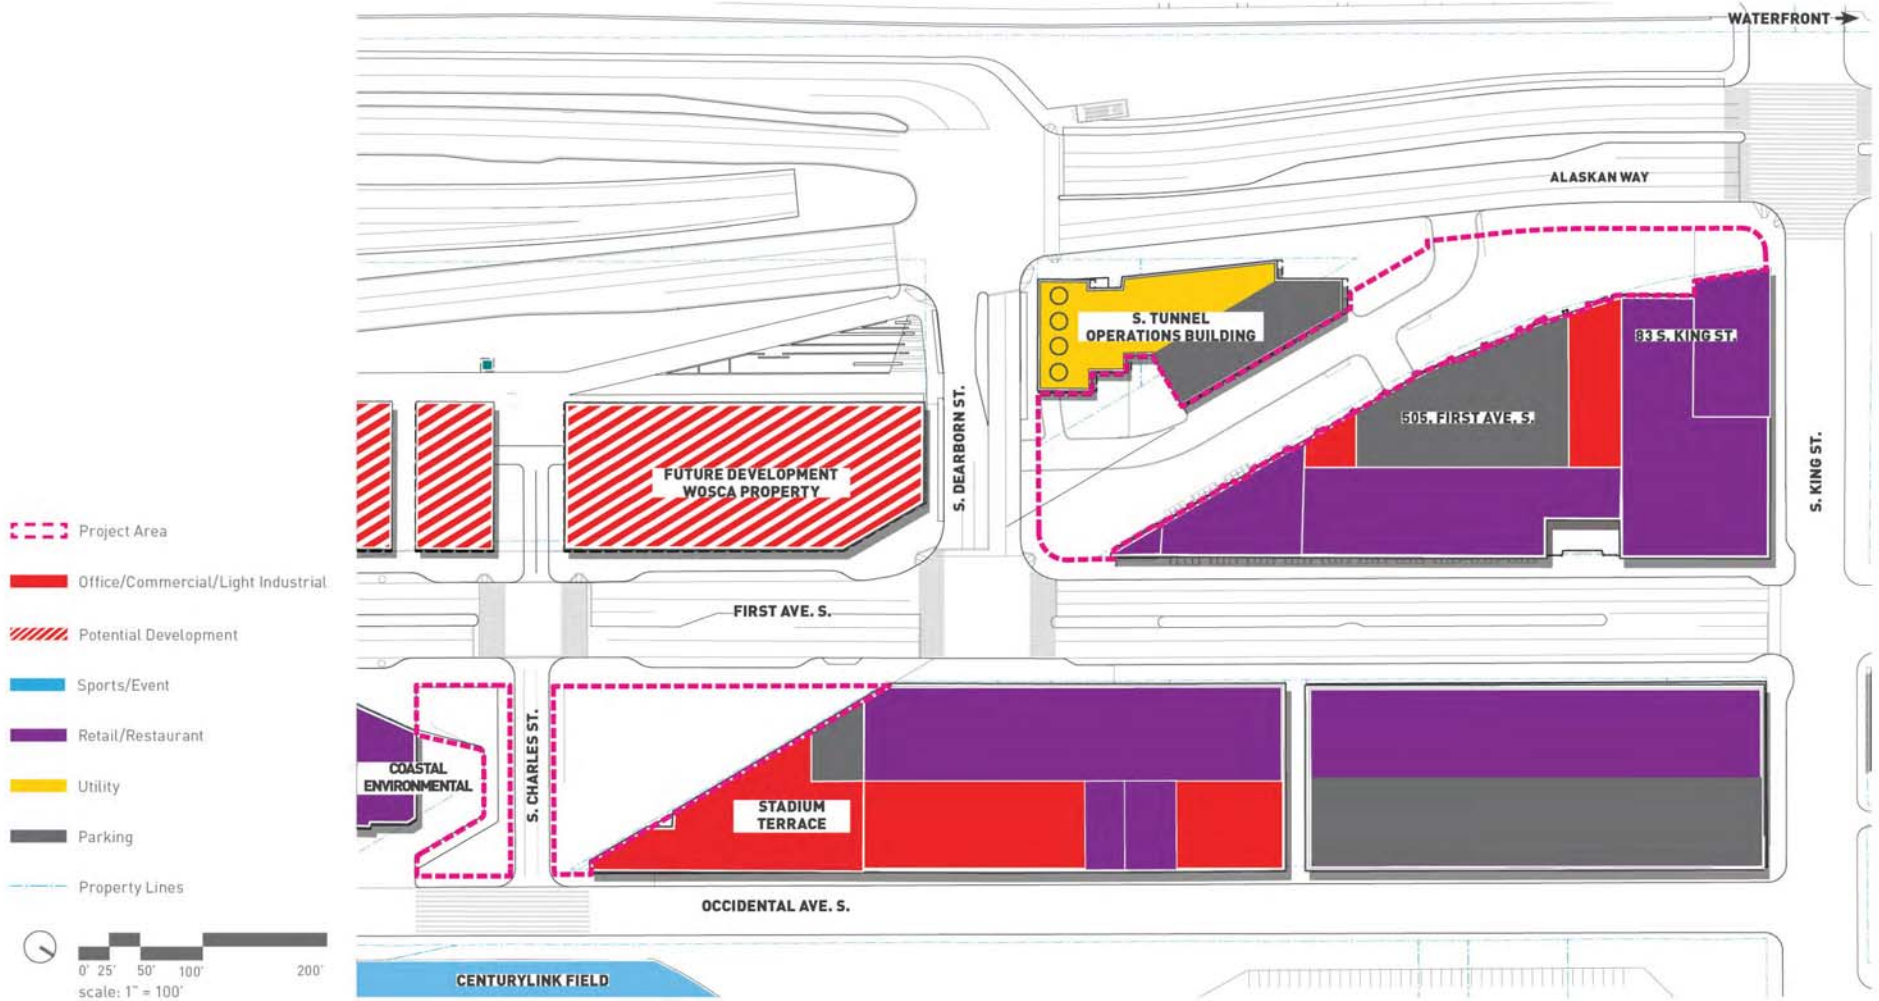 WATERFRONT
ALASKAN WAY
S. TUNNEL
OPERATIONS BUILDING
83 S. KING ST.
505. FIRST AVE. S.
S. DEARBORN ST.
S. KING ST.
FUTURE DEVELOPMENT
WOSCA PROPERTY
FIRST AVE. S.
COASTAL
ENVIRONMENTAL
S. CHARLES ST.
STADIUM
TERRACE
OCCIDENTAL AVE. S.
CENTURYLINK FIELD
Project Area
Office/Commercial/Light Industrial
Potential Development
Sports/Event
Retail/Restaurant
Utility
Parking
Property Lines
0' 25' 50' 100' 200'
scale: 1" = 100'